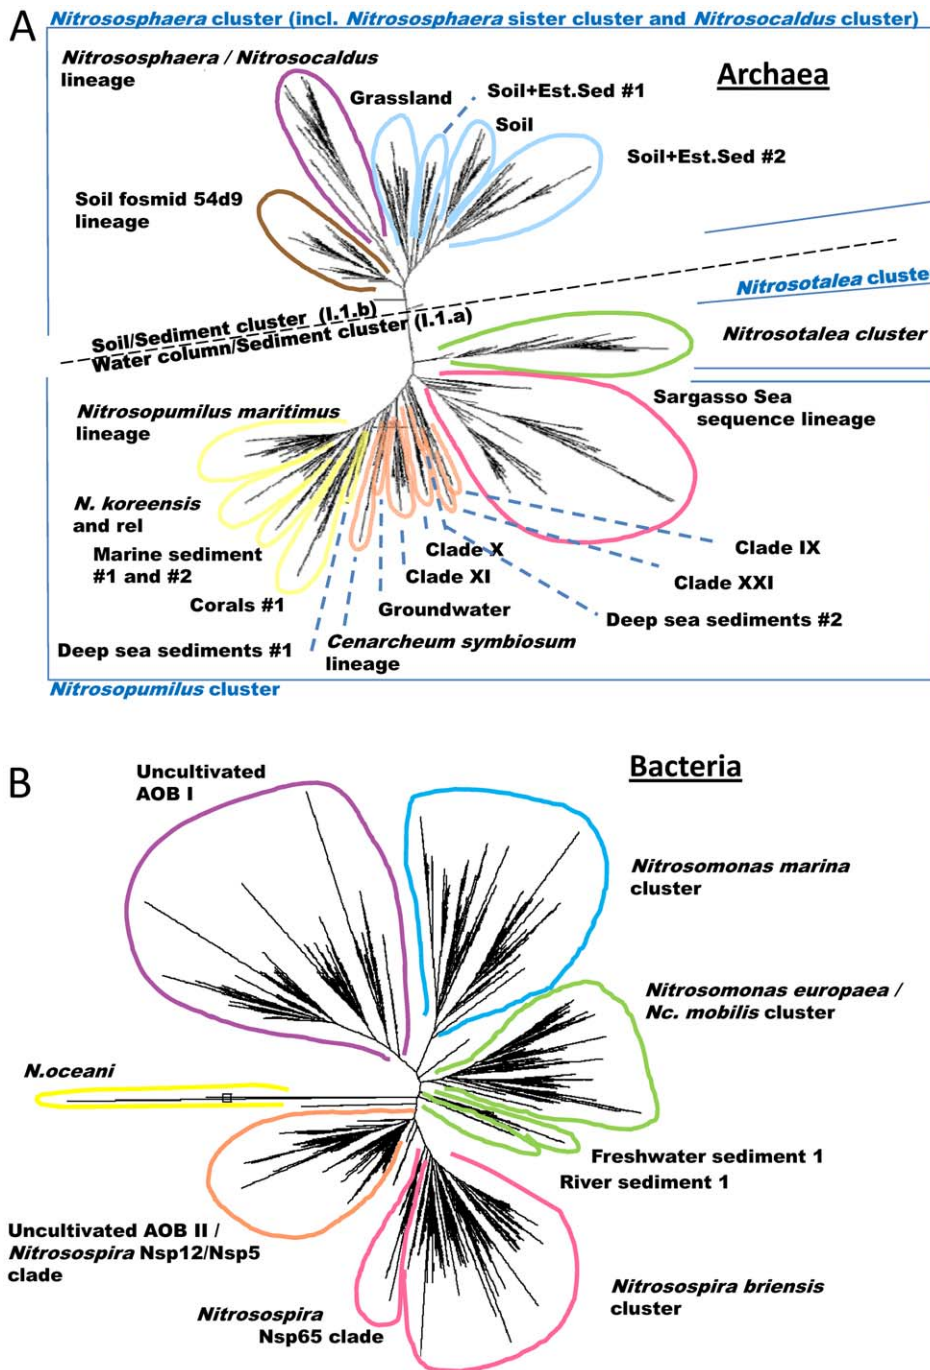 A
Nitrososphaera cluster (incl. Nitrososphaera sister cluster and Nitrosocaldus cluster)
Archaea
Nitrososphaera / Nitrosocaldus
lineage
Grassland
Soil+Est.Sed #1
Soil
Soil+Est.Sed #2
Soil fosmid 54d9
lineage
Nitrosotalea cluste
Soil/Sediment cluster (I.1.b)
Water column/Sediment cluster (I.1.a)
Nitrosotalea cluster
Sargasso Sea
sequence lineage
Nitrosopumilus maritimus
lineage
N. koreensis
and rel
Marine sediment
#1 and #2
Corals #1
Deep sea sediments #1
Cenarcheum symbiosum
lineage
Groundwater
Clade XI
Clade X
Clade IX
Clade XXI
Deep sea sediments #2
Nitrosopumilus cluster
B
Bacteria
Uncultivated
AOB I
Nitrosomonas marina
cluster
Nitrosomonas europaea /
Nc. mobilis cluster
N.oceani
Freshwater sediment 1
River sediment 1
Uncultivated AOB II /
Nitrosospira Nsp12/Nsp5
clade
Nitrosospira
Nsp65 clade
Nitrosospira briensis
cluster